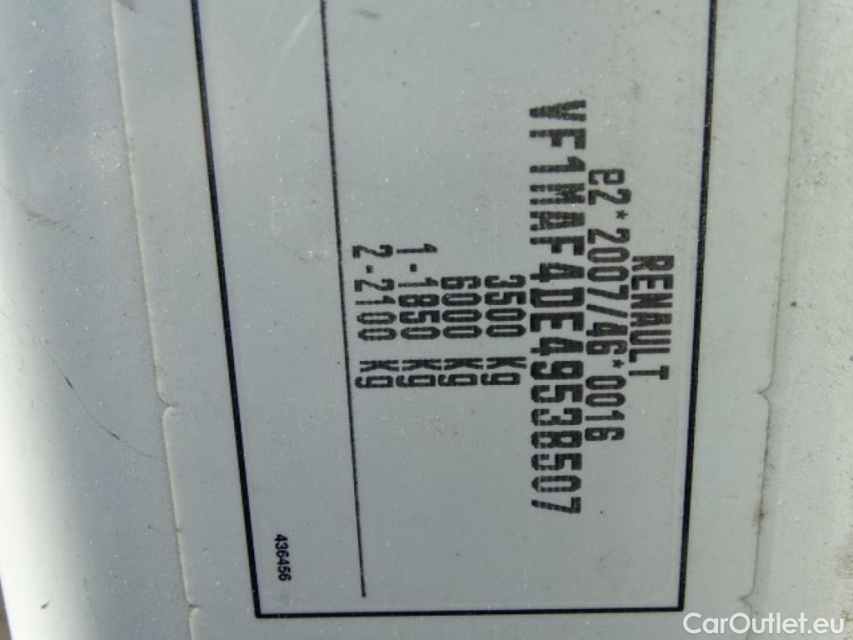 RENAULT
e2*2007/46*0016
VF1MAF4DE49538507
3500 kg
6000 kg
1-1850 kg
2-2100 kg
436456
CarOutlet.eu